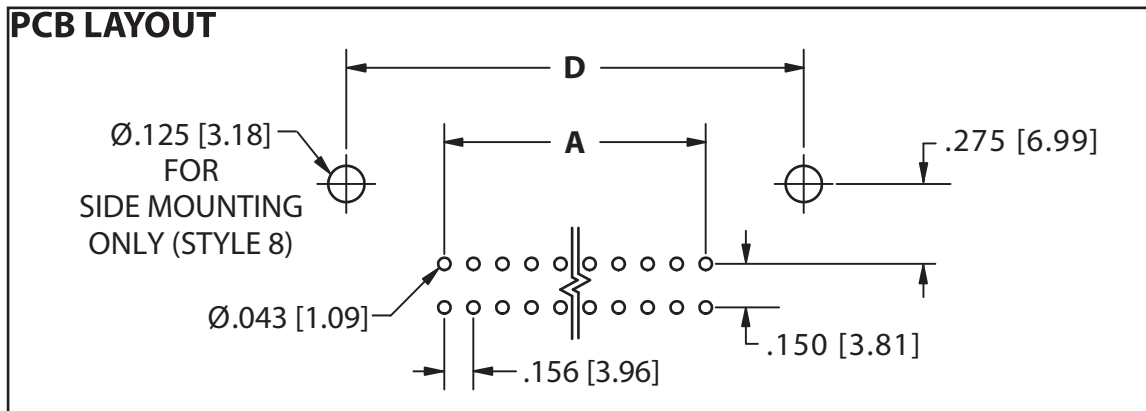 PCB LAYOUT
D
Ø.125 [3.18]
FOR
SIDE MOUNTING
ONLY (STYLE 8)
A
.275 [6.99]
Ø.043 [1.09]
.150 [3.81]
.156 [3.96]